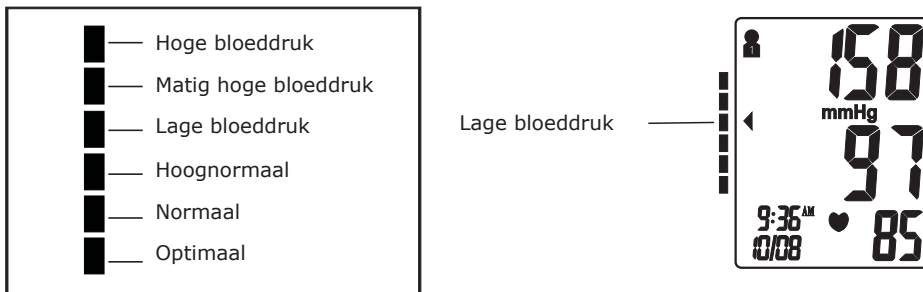 Hoge bloeddruk
Matig hoge bloeddruk
Lage bloeddruk
Hoognormaal
Normaal
Optimaal
Lage bloeddruk
1
158
mmHg
97
9:36 AM
10/08
85